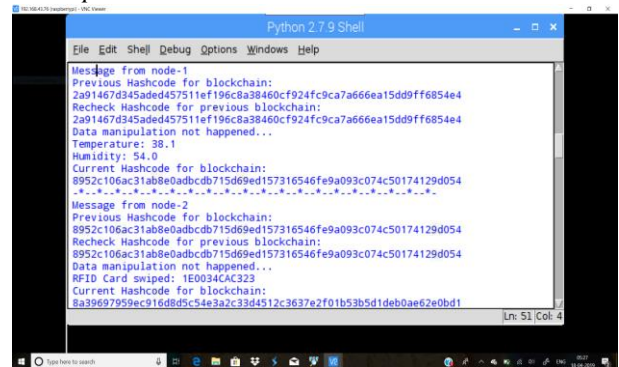 Python 2.7.9 Shell
File Edit Shell Debug Options Windows Help
Message from node-1
Previous Hashcode for blockchain:
2a91467d345aded457511ef196c8a38460cf924fc9ca7a666ea15dd9ff6854e4
Recheck Hashcode for previous blockchain:
2a91467d345aded457511ef196c8a38460cf924fc9ca7a666ea15dd9ff6854e4
Data manipulation not happened...
Temperature: 38.1
Humidity: 54.0
Current Hashcode for blockchain:
8952c106ac31ab8e0adbcdb715d69ed157316546fe9a093c074c50174129d054
-*--*--*--*--*--*--*--*--*--*--*--*--*--*--*--*-
Message from node-2
Previous Hashcode for blockchain:
8952c106ac31ab8e0adbcdb715d69ed157316546fe9a093c074c50174129d054
Recheck Hashcode for previous blockchain:
8952c106ac31ab8e0adbcdb715d69ed157316546fe9a093c074c50174129d054
Data manipulation not happened...
RFID Card swiped: 1E0034CAC323
Current Hashcode for blockchain:
8a39697959ec916d8d5c54e3a2c33d4512c3637e2f01b53b5d1deb0ae62e0bd1
Ln: 51 Col: 4
Type here to search
ENG